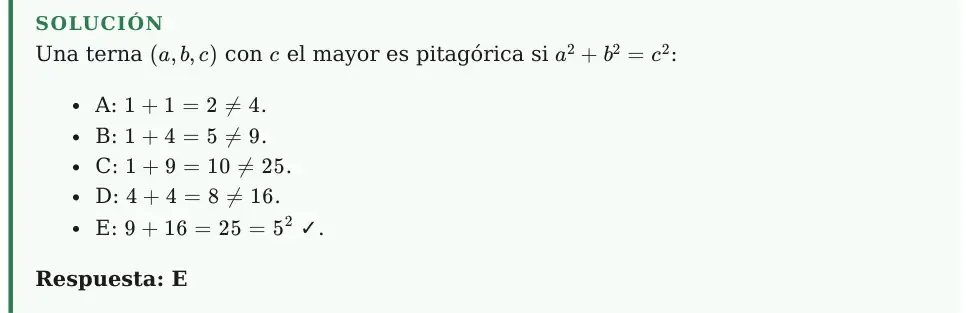 SOLUCIÓN
Una terna (a, b, c) con c el mayor es pitagórica si a² + b² = c²:
• A: 1 + 1 = 2 ≠ 4.
• B: 1 + 4 = 5 ≠ 9.
• C: 1 + 9 = 10 ≠ 25.
• D: 4 + 4 = 8 ≠ 16.
• E: 9 + 16 = 25 = 5² ✓.
Respuesta: E